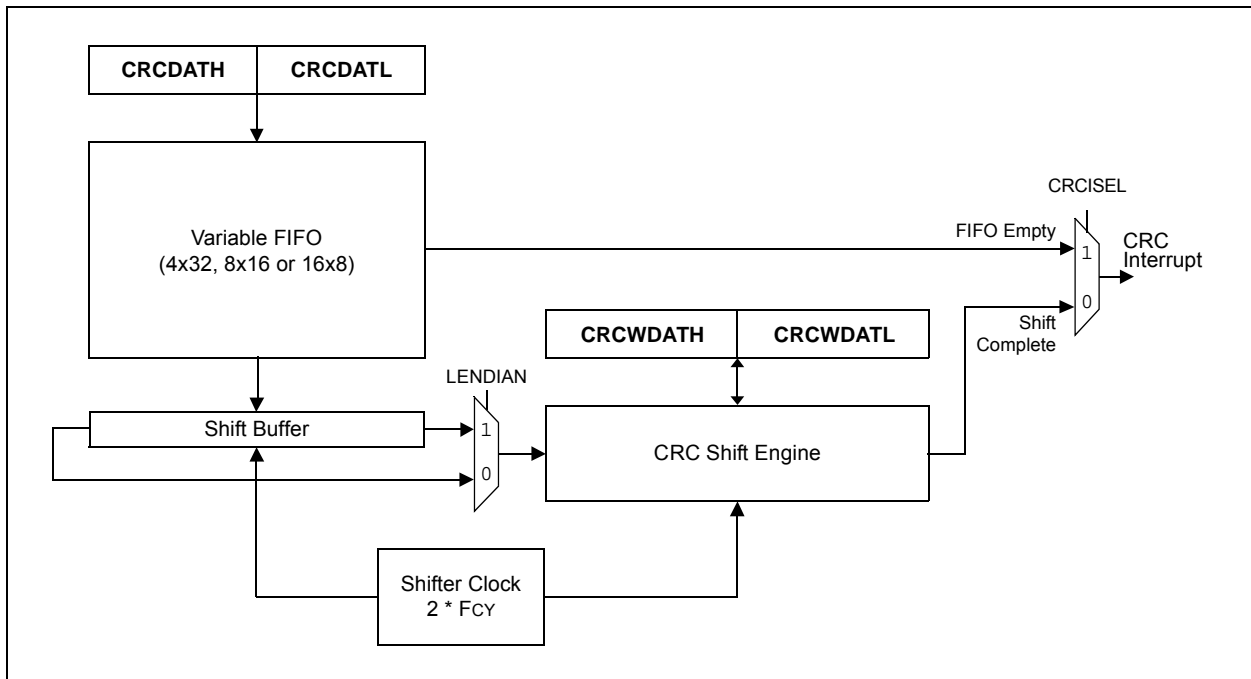 CRCDATH
CRCDATL
Variable FIFO
(4x32, 8x16 or 16x8)
CRCISEL
FIFO Empty
1
0
CRC
Interrupt
Shift
Complete
CRCWDATH
CRCWDATL
LENDIAN
Shift Buffer
1
0
CRC Shift Engine
Shifter Clock
2 * FCY